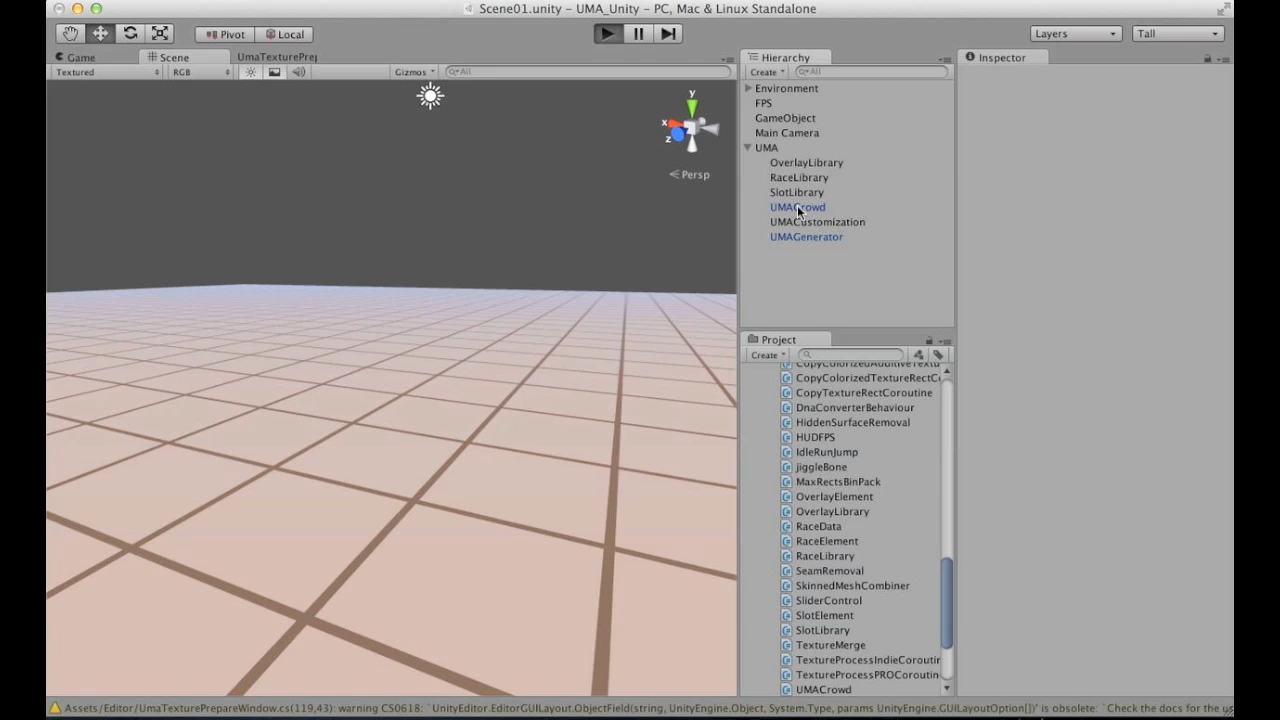 Scene01.unity – UMA_Unity – PC, Mac & Linux Standalone
Pivot Local Layers Tall
Game Scene UmaTexturePrep Hierarchy Inspector
Textured RGB Gizmos All Create All
Environment
FPS
GameObject
Main Camera
UMA
OverlayLibrary
RaceLibrary
SlotLibrary
UMACrowd
UMACustomization
UMAGenerator
y
x
z
Persp
Project
Create
CopyColorizedAdditiveTextu
CopyColorizedTextureRectCo
CopyTextureRectCoroutine
DnaConverterBehaviour
HiddenSurfaceRemoval
HUDFPS
IdleRunJump
jiggleBone
MaxRectsBinPack
OverlayElement
OverlayLibrary
RaceData
RaceElement
RaceLibrary
SeamRemoval
SkinnedMeshCombiner
SliderControl
SlotElement
SlotLibrary
TextureMerge
TextureProcessIndieCoroutin
TextureProcessPROCoroutin
UMACrowd
Assets/Editor/UmaTexturePrepareWindow.cs(119,43): warning CS0618: `UnityEditor.EditorGUILayout.ObjectField(string, UnityEngine.Object, System.Type, params UnityEngine.GUILayoutOption[])' is obsolete: `Check the docs for the us